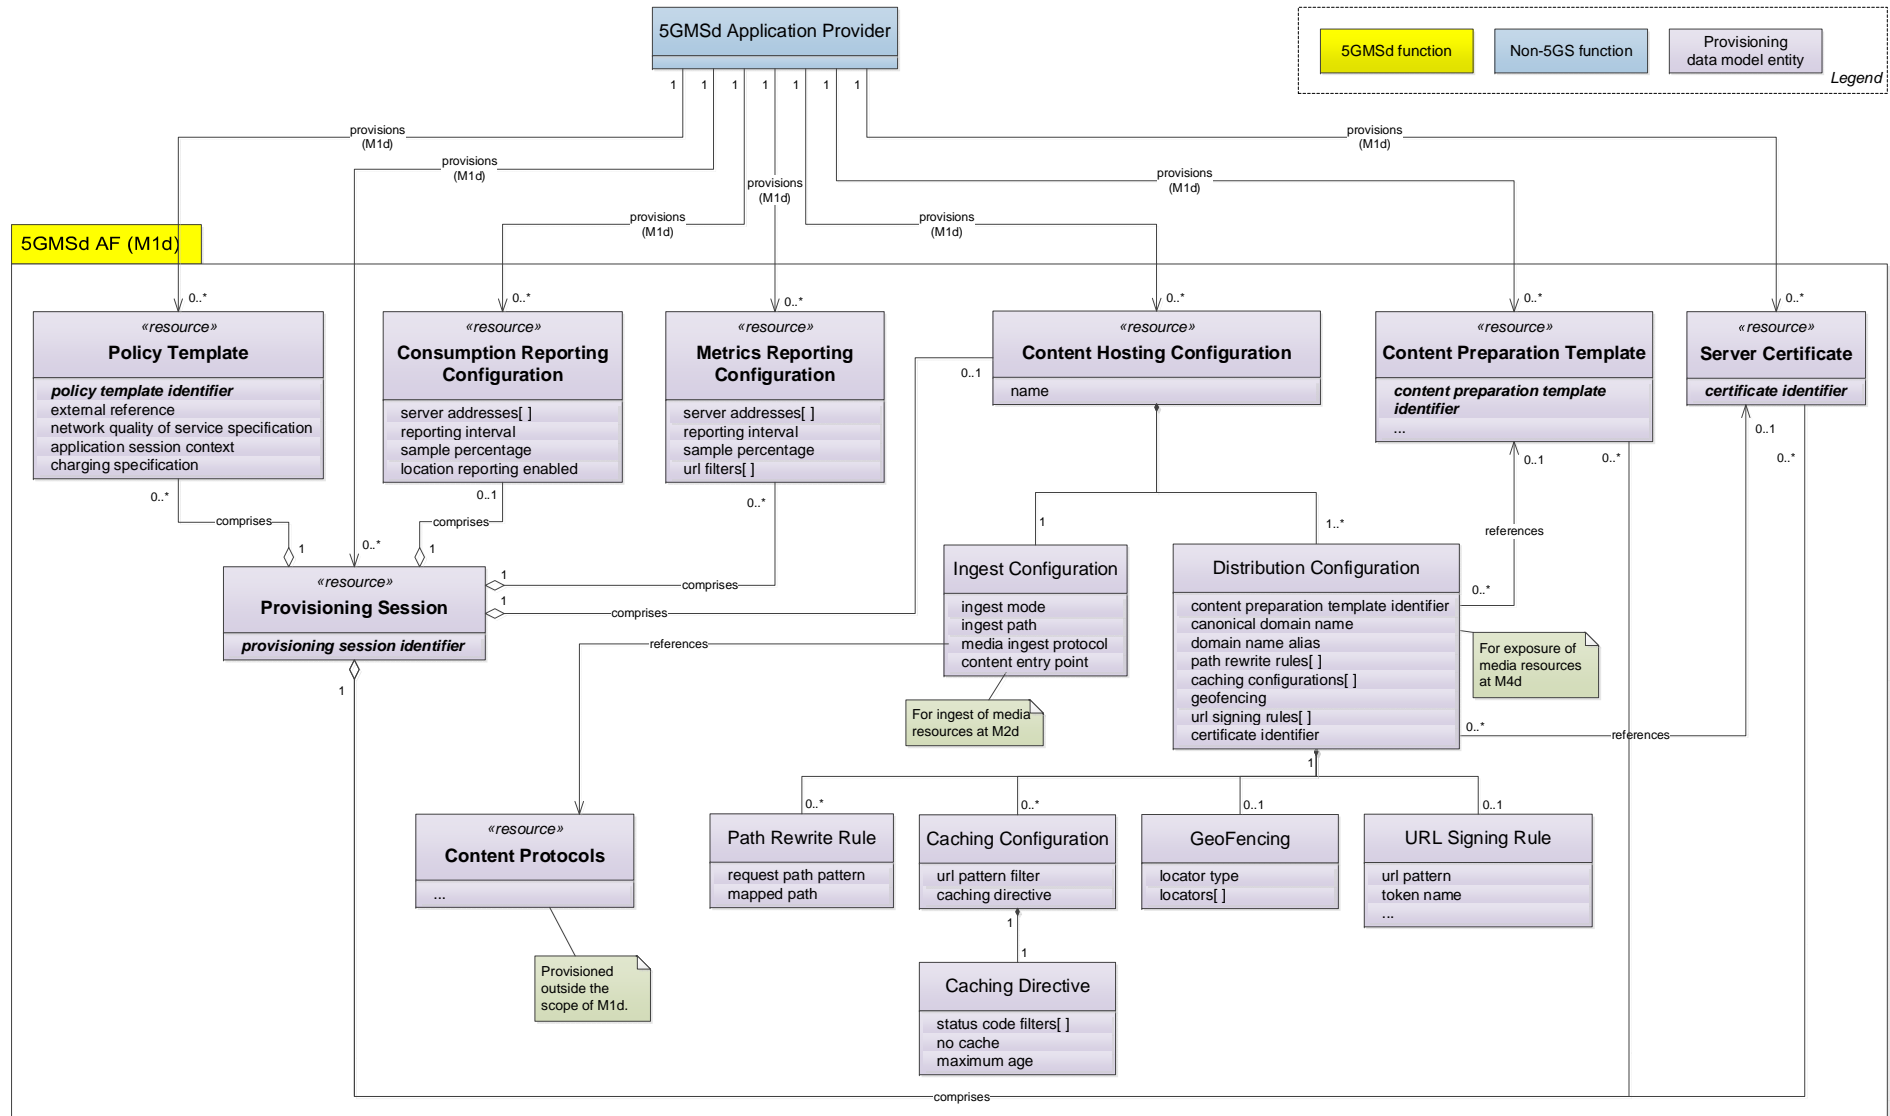 5GMSd Application Provider
5GMSd function
Non-5GS function
Provisioning
data model entity
Legend
1
1
1
1
1
1
1
provisions
(M1d)
provisions
(M1d)
provisions
(M1d)
provisions
(M1d)
provisions
(M1d)
provisions
(M1d)
provisions
(M1d)
5GMSd AF (M1d)
0..*
0..*
0..*
0..*
0..*
0..*
«resource»
Policy Template
policy template identifier
external reference
network quality of service specification
application session context
charging specification
«resource»
Consumption Reporting
Configuration
server addresses[ ]
reporting interval
sample percentage
location reporting enabled
«resource»
Metrics Reporting
Configuration
server addresses[ ]
reporting interval
sample percentage
url filters[ ]
«resource»
Content Hosting Configuration
name
0..1
«resource»
Content Preparation Template
content preparation template
identifier
...
«resource»
Server Certificate
certificate identifier
0..*
0..1
0..*
0..1
0..*
0..1
0..*
comprises
comprises
1
0..*
1
1
1..*
references
«resource»
Provisioning Session
provisioning session identifier
1
comprises
1
comprises
1
Ingest Configuration
ingest mode
ingest path
media ingest protocol
content entry point
references
For ingest of media
resources at M2d
Distribution Configuration
content preparation template identifier
canonical domain name
domain name alias
path rewrite rules[ ]
caching configurations[ ]
geofencing
url signing rules[ ]
certificate identifier
0..*
For exposure of
media resources
at M4d
0..*
references
1
0..*
0..*
0..1
0..1
«resource»
Content Protocols
...
Provisioned
outside the
scope of M1d.
Path Rewrite Rule
request path pattern
mapped path
Caching Configuration
url pattern filter
caching directive
GeoFencing
locator type
locators[ ]
URL Signing Rule
url pattern
token name
...
1
1
Caching Directive
status code filters[ ]
no cache
maximum age
comprises